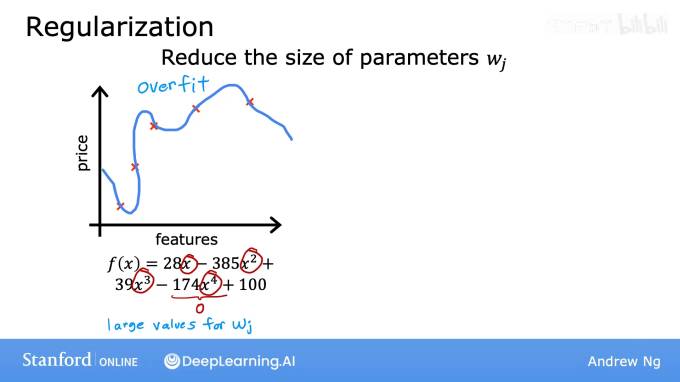 Regularization
Reduce the size of parameters wⱼ
overfit
price
features
f(x) = 28x − 385x² +
39x³ − 174x⁴ + 100
0
large values for wⱼ
Stanford ONLINE DeepLearning.AI Andrew Ng
bilibili